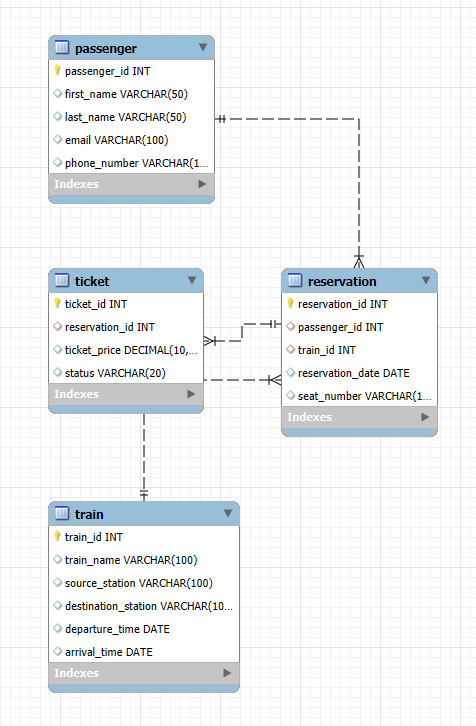 passenger
passenger_id INT
first_name VARCHAR(50)
last_name VARCHAR(50)
email VARCHAR(100)
phone_number VARCHAR(1...
Indexes
ticket
ticket_id INT
reservation_id INT
ticket_price DECIMAL(10,...
status VARCHAR(20)
Indexes
reservation
reservation_id INT
passenger_id INT
train_id INT
reservation_date DATE
seat_number VARCHAR(1...
Indexes
train
train_id INT
train_name VARCHAR(100)
source_station VARCHAR(100)
destination_station VARCHAR(10...
departure_time DATE
arrival_time DATE
Indexes